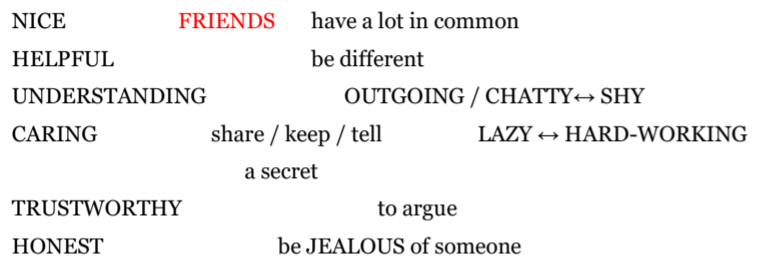 NICE FRIENDS have a lot in common
HELPFUL be different
UNDERSTANDING OUTGOING / CHATTY↔ SHY
CARING share / keep / tell LAZY ↔ HARD-WORKING
a secret
TRUSTWORTHY to argue
HONEST be JEALOUS of someone